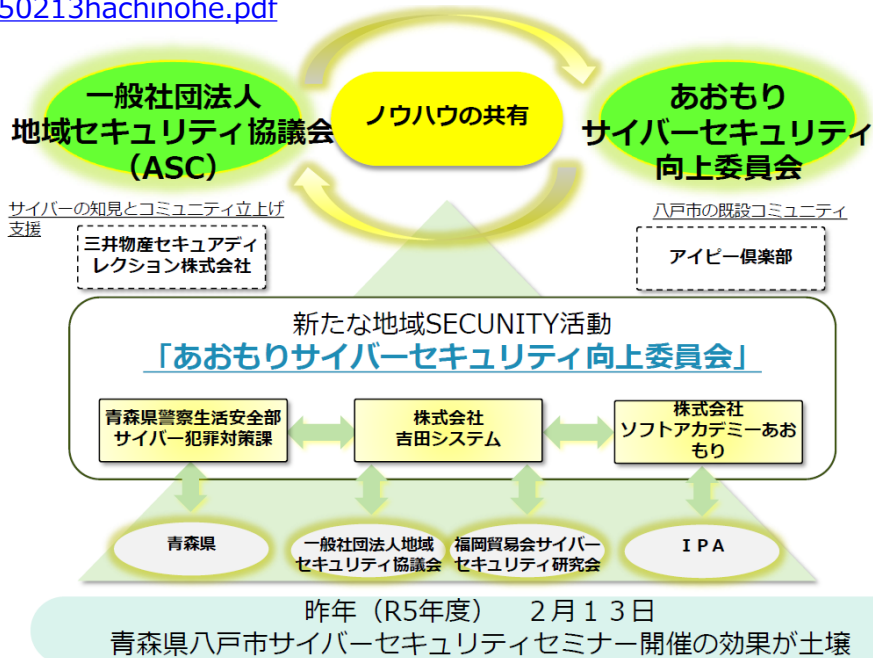 50213hachinohe.pdf
一般社団法人
地域セキュリティ協議会
（ASC）
ノウハウの共有
あおもり
サイバーセキュリティ
向上委員会
サイバーの知見とコミュニティ立上げ
支援
三井物産セキュアディ
レクション株式会社
八戸市の既設コミュニティ
アイピー倶楽部
新たな地域SECUNITY活動
「あおもりサイバーセキュリティ向上委員会」
青森県警察生活安全部
サイバー犯罪対策課
株式会社
吉田システム
株式会社
ソフトアカデミーあお
もり
青森県
一般社団法人地域
セキュリティ協議会
福岡貿易会サイバー
セキュリティ研究会
ＩＰＡ
昨年（R5年度）　２月１３日
青森県八戸市サイバーセキュリティセミナー開催の効果が土壌